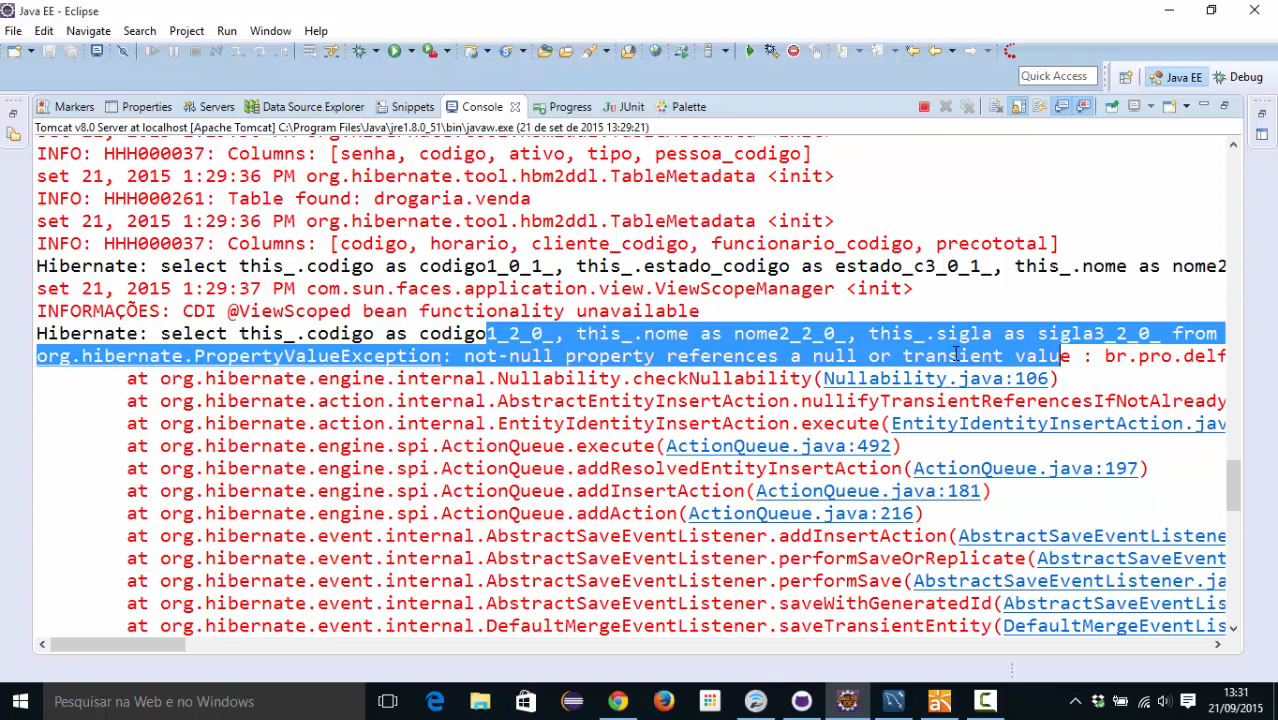 Java EE - Eclipse
File Edit Navigate Search Project Run Window Help
Quick Access Java EE Debug
Markers Properties Servers Data Source Explorer Snippets Console Progress JUnit Palette
Tomcat v8.0 Server at localhost [Apache Tomcat] C:\Program Files\Java\jre1.8.0_51\bin\javaw.exe (21 de set de 2015 13:29:21)
INFO: HHH000037: Columns: [senha, codigo, ativo, tipo, pessoa_codigo]
set 21, 2015 1:29:36 PM org.hibernate.tool.hbm2ddl.TableMetadata <init>
INFO: HHH000261: Table found: drogaria.venda
set 21, 2015 1:29:36 PM org.hibernate.tool.hbm2ddl.TableMetadata <init>
INFO: HHH000037: Columns: [codigo, horario, cliente_codigo, funcionario_codigo, precototal]
Hibernate: select this_.codigo as codigo1_0_1_, this_.estado_codigo as estado_c3_0_1_, this_.nome as nome2
set 21, 2015 1:29:37 PM com.sun.faces.application.view.ViewScopeManager <init>
INFORMAÇÕES: CDI @ViewScoped bean functionality unavailable
Hibernate: select this_.codigo as codigo1_2_0_, this_.nome as nome2_2_0_, this_.sigla as sigla3_2_0_ from
org.hibernate.PropertyValueException: not-null property references a null or transient value : br.pro.delf
at org.hibernate.engine.internal.Nullability.checkNullability(Nullability.java:106)
at org.hibernate.action.internal.AbstractEntityInsertAction.nullifyTransientReferencesIfNotAlready
at org.hibernate.action.internal.EntityIdentityInsertAction.execute(EntityIdentityInsertAction.jav
at org.hibernate.engine.spi.ActionQueue.execute(ActionQueue.java:492)
at org.hibernate.engine.spi.ActionQueue.addResolvedEntityInsertAction(ActionQueue.java:197)
at org.hibernate.engine.spi.ActionQueue.addInsertAction(ActionQueue.java:181)
at org.hibernate.engine.spi.ActionQueue.addAction(ActionQueue.java:216)
at org.hibernate.event.internal.AbstractSaveEventListener.addInsertAction(AbstractSaveEventListene
at org.hibernate.event.internal.AbstractSaveEventListener.performSaveOrReplicate(AbstractSaveEvent
at org.hibernate.event.internal.AbstractSaveEventListener.performSave(AbstractSaveEventListener.ja
at org.hibernate.event.internal.AbstractSaveEventListener.saveWithGeneratedId(AbstractSaveEventLis
at org.hibernate.event.internal.DefaultMergeEventListener.saveTransientEntity(DefaultMergeEventLis
Pesquisar na Web e no Windows
13:31
21/09/2015